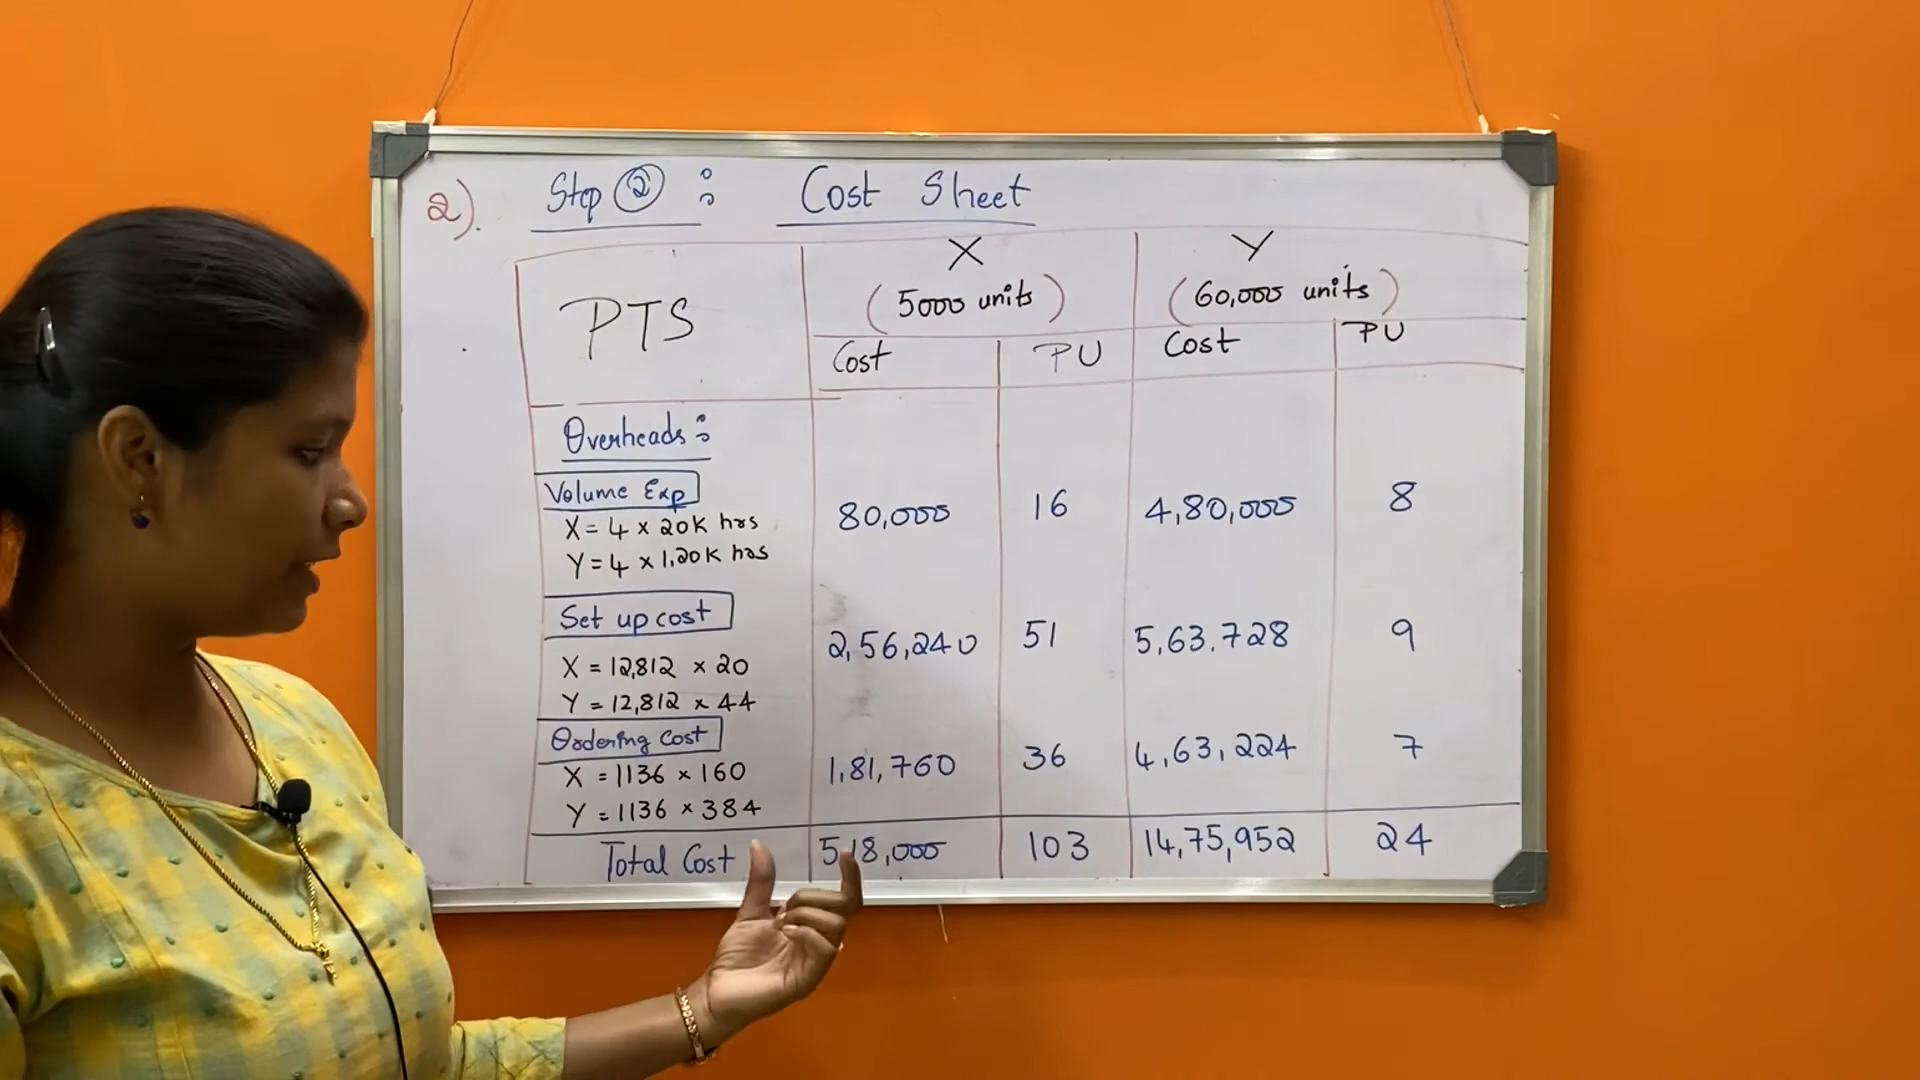 2). Step ② : Cost Sheet
PTS
X
(5000 units)
Y
(60,000 units)
Cost PU Cost PU
Overheads :
Volume Exp
X = 4 x 20K hrs
Y = 4 x 1,20K hrs
80,000 16 4,80,000 8
Set up cost
X = 12,812 x 20
Y = 12,812 x 44
2,56,240 51 5,63,728 9
Ordering Cost
X = 1136 x 160
Y = 1136 x 384
1,81,760 36 4,63,224 7
Total Cost 5,18,000 103 14,75,952 24